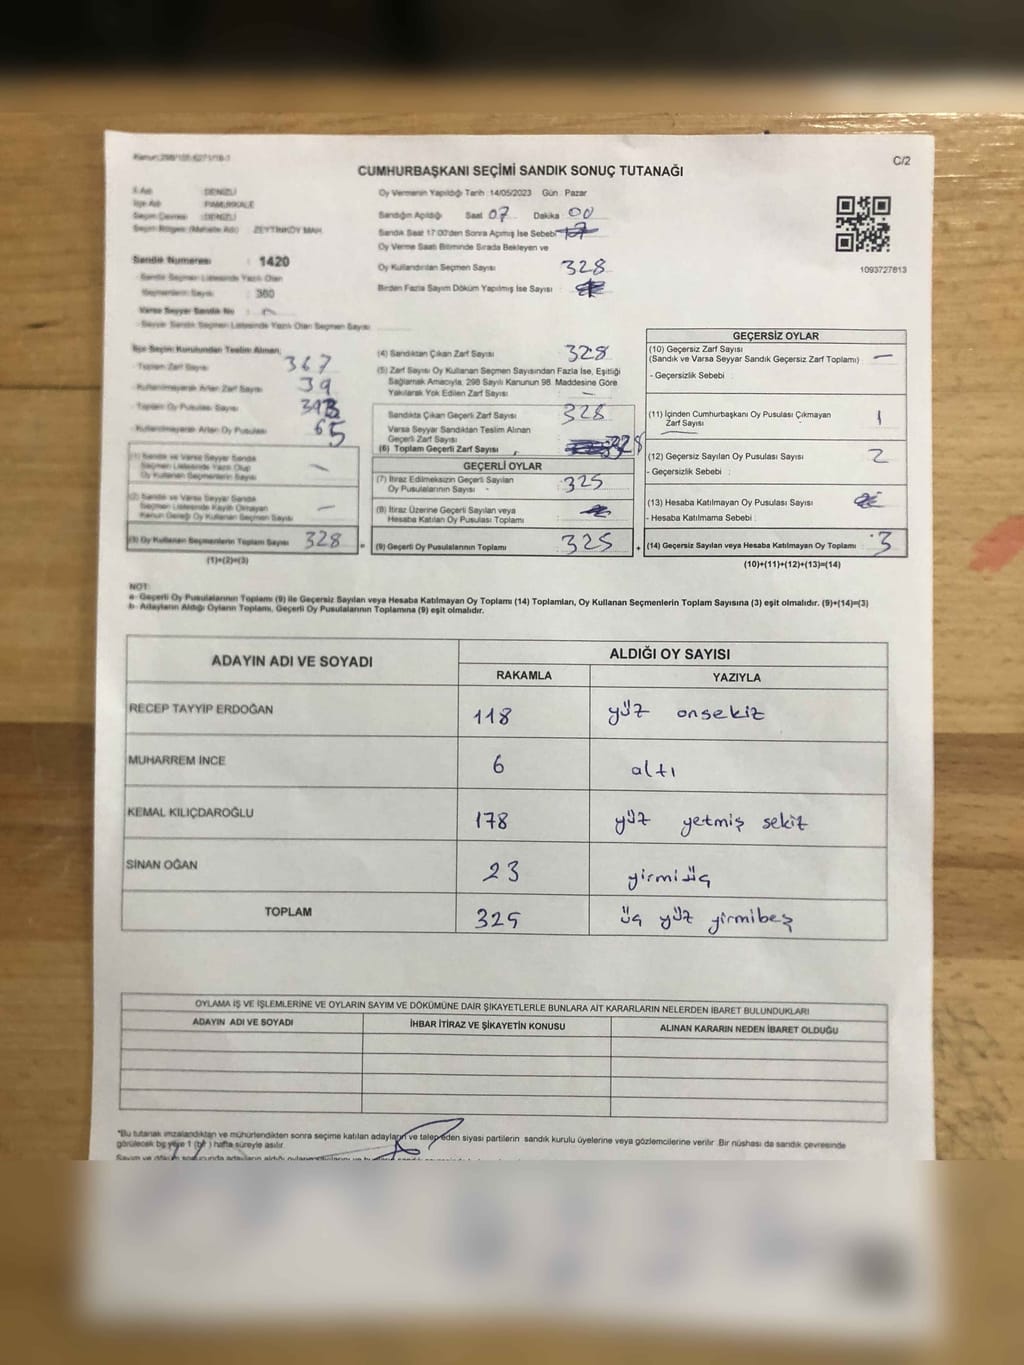 Kanun:298/155-6271/18-1
C/2
CUMHURBAŞKANI SEÇİMİ SANDIK SONUÇ TUTANAĞI
İl Adı : DENİZLİ
İlçe Adı : PAMUKKALE
Seçim Çevresi : DENİZLİ
Seçim Bölgesi (Mahalle Adı) : ZEYTİNKÖY MAH.
Sandık Numarası : 1420
Sandık Seçmen Listesinde Yazılı Olan
Seçmenlerin Sayısı : 360
Varsa Seyyar Sandık No :
Seyyar Sandık Seçmen Listesinde Yazılı Olan Seçmen Sayısı
Oy Vermenin Yapıldığı Tarih :14/05/2023 Gün : Pazar
Sandığın Açıldığı Saat 07 Dakika 00
Sandık Saat 17:00'den Sonra Açımış İse Sebebi
Oy Verme Saati Bitiminde Sırada Bekleyen ve
Oy Kullandırılan Seçmen Sayısı 328
Birden Fazla Sayım Döküm Yapılmış İse Sayısı
1093727813
İlçe Seçim Kurulundan Teslim Alınan;
Toplam Zarf Sayısı 367
Kullanılmayarak Artan Zarf Sayısı 39
Toplam Oy Pusulası Sayısı
Kullanılmayarak Artan Oy Pusulası 65
(1) Sandık ve Varsa Seyyar Sandık
Seçmen Listesinde Yazılı Olup
Oy Kullanan Seçmenlerin Sayısı —
(2) Sandık ve Varsa Seyyar Sandık
Seçmen Listesinde Kayıtlı Olmayan
Kanun Gereği Oy Kullanan Seçmen Sayısı —
(3) Oy Kullanan Seçmenlerin Toplam Sayısı 328
(1)+(2)=(3)
(4) Sandıktan Çıkan Zarf Sayısı 328
(5) Zarf Sayısı Oy Kullanan Seçmen Sayısından Fazla İse, Eşitliği
Sağlamak Amacıyla, 298 Sayılı Kanunun 98. Maddesine Göre
Yakılarak Yok Edilen Zarf Sayısı —
Sandıkta Çıkan Geçerli Zarf Sayısı 328
Varsa Seyyar Sandıktan Teslim Alınan
Geçerli Zarf Sayısı
(6) Toplam Geçerli Zarf Sayısı 328
GEÇERLİ OYLAR
(7) İtiraz Edilmeksizin Geçerli Sayılan
Oy Pusulalarının Sayısı 325
(8) İtiraz Üzerine Geçerli Sayılan veya
Hesaba Katılan Oy Pusulası Toplamı
(9) Geçerli Oy Pusulalarının Toplamı 325
GEÇERSİZ OYLAR
(10) Geçersiz Zarf Sayısı
(Sandık ve Varsa Seyyar Sandık Geçersiz Zarf Toplamı) —
- Geçersizlik Sebebi :
(11) İçinden Cumhurbaşkanı Oy Pusulası Çıkmayan
Zarf Sayısı 1
(12) Geçersiz Sayılan Oy Pusulası Sayısı 2
- Geçersizlik Sebebi :
(13) Hesaba Katılmayan Oy Pusulası Sayısı
- Hesaba Katılmama Sebebi :
(14) Geçersiz Sayılan veya Hesaba Katılmayan Oy Toplamı 3
(10)+(11)+(12)+(13)=(14)
NOT:
a- Geçerli Oy Pusulalarının Toplamı (9) ile Geçersiz Sayılan veya Hesaba Katılmayan Oy Toplamı (14) Toplamları, Oy Kullanan Seçmenlerin Toplam Sayısına (3) eşit olmalıdır. (9)+(14)=(3)
b- Adayların Aldığı Oyların Toplamı, Geçerli Oy Pusulalarının Toplamına (9) eşit olmalıdır.
ADAYIN ADI VE SOYADI
ALDIĞI OY SAYISI
RAKAMLA YAZIYLA
RECEP TAYYİP ERDOĞAN 118 yüz onsekiz
MUHARREM İNCE 6 altı
KEMAL KILIÇDAROĞLU 178 yüz yetmiş sekiz
SİNAN OĞAN 23 yirmiüç
TOPLAM 325 üç yüz yirmibeş
OYLAMA İŞ VE İŞLEMLERİNE VE OYLARIN SAYIM VE DÖKÜMÜNE DAİR ŞİKAYETLERLE BUNLARA AİT KARARLARIN NELERDEN İBARET BULUNDUKLARI
ADAYIN ADI VE SOYADI İHBAR İTİRAZ VE ŞİKAYETİN KONUSU ALINAN KARARIN NEDEN İBARET OLDUĞU
*Bu tutanak imzalandıktan ve mühürlendikten sonra seçime katılan adayların ve talep eden siyasi partilerin sandık kurulu üyelerine veya gözlemcilerine verilir. Bir nüshası da sandık çevresinde
görülecek bir yere 1 (bir) hafta süreyle asılır.